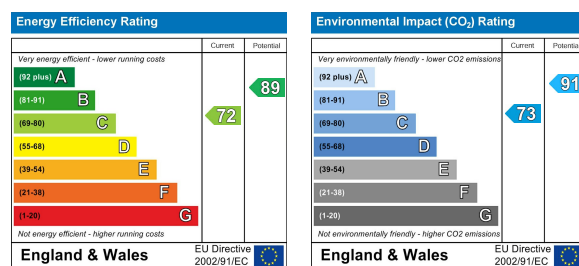 Energy Efficiency Rating
Current Potential
Very energy efficient - lower running costs
(92 plus) A
(81-91) B
89
(69-80) C
72
(55-68) D
(39-54) E
(21-38) F
(1-20) G
Not energy efficient - higher running costs
England & Wales
EU Directive
2002/91/EC
Environmental Impact (CO2) Rating
Current Potential
Very environmentally friendly - lower CO2 emissions
(92 plus) A
(81-91) B
91
(69-80) C
73
(55-68) D
(39-54) E
(21-38) F
(1-20) G
Not environmentally friendly - higher CO2 emissions
England & Wales
EU Directive
2002/91/EC